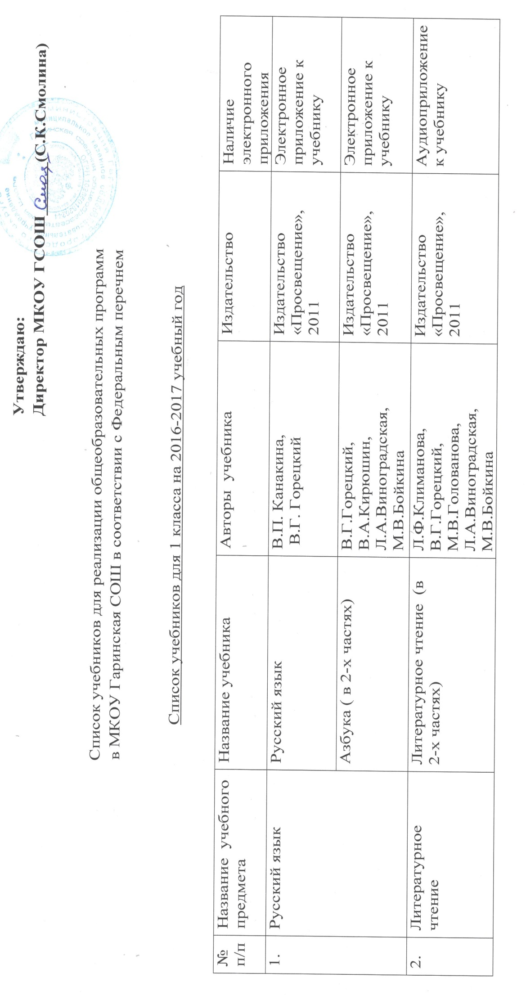 Утверждаю:
Директор МКОУ ГСОШ (С.К.Смолина)
Список учебников для реализации общеобразовательных программ
в МКОУ Гаринская СОШ в соответствии с Федеральным перечнем
Список учебников для 1 класса на 2016-2017 учебный год
№
п/п
Название учебного
предмета
Название учебника
Авторы учебника
Издательство
Наличие
электронного
приложения
1.
Русский язык
Русский язык
В.П. Канакина,
В.Г. Горецкий
Издательство
«Просвещение»,
2011
Электронное
приложение к
учебнику
Азбука ( в 2-х частях)
В.Г.Горецкий,
В.А.Кирюшин,
Л.А.Виноградская,
М.В.Бойкина
Издательство
«Просвещение»,
2011
Электронное
приложение к
учебнику
2.
Литературное
чтение
Литературное чтение (в
2-х частях)
Л.Ф.Климанова,
В.Г.Горецкий,
М.В.Голованова,
Л.А.Виноградская,
М.В.Бойкина
Издательство
«Просвещение»,
2011
Аудиоприложение
к учебнику